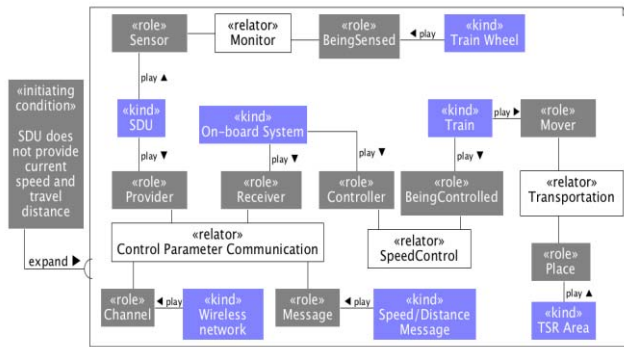 «role»
Sensor
«relator»
Monitor
«role»
BeingSensed
◄ play
«kind»
Train Wheel
play ▲
«initiating
condition»
SDU does
not provide
current
speed and
travel
distance
«kind»
SDU
«kind»
On-board System
«kind»
Train
play ►
«role»
Mover
play ▼
play ▼
play ▼
play ▼
«role»
Provider
«role»
Receiver
«role»
Controller
«role»
BeingControlled
«relator»
Transportation
«relator»
Control Parameter Communication
«relator»
SpeedControl
expand ►
«role»
Place
«role»
Channel
◄ play
«kind»
Wireless
network
«role»
Message
◄ play
«kind»
Speed/Distance
Message
play ▲
«kind»
TSR Area